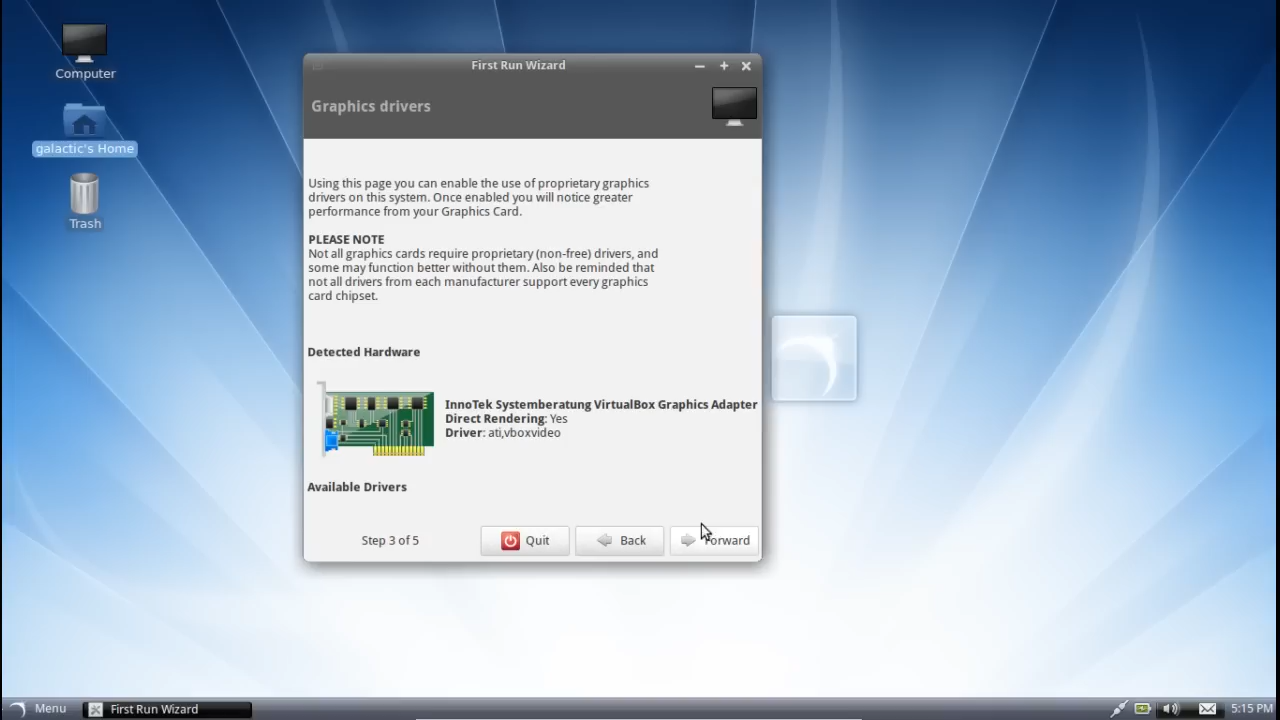 Computer
galactic's Home
Trash
First Run Wizard
Graphics drivers
Using this page you can enable the use of proprietary graphics
drivers on this system. Once enabled you will notice greater
performance from your Graphics Card.
PLEASE NOTE
Not all graphics cards require proprietary (non-free) drivers, and
some may function better without them. Also be reminded that
not all drivers from each manufacturer support every graphics
card chipset.
Detected Hardware
InnoTek Systemberatung VirtualBox Graphics Adapter
Direct Rendering: Yes
Driver: ati,vboxvideo
Available Drivers
Step 3 of 5
Quit
Back
Forward
Menu
First Run Wizard
5:15 PM